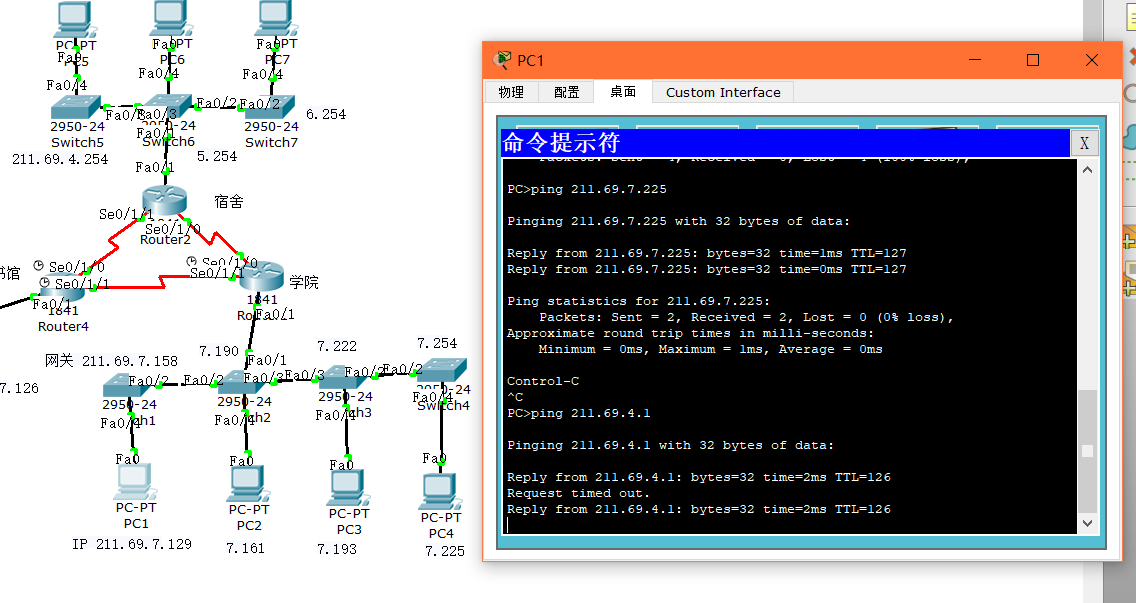 PC-PT
PC5
Fa0
Fa0/4
2950-24
Switch5
211.69.4.254
Fa0
PC6
Fa0/4
Fa0/3
Fa0/3
Fa0/2
2950-24
Switch6
Fa0/1
5.254
Fa0/1
Fa0
PC7
Fa0/4
Fa0/2
2950-24
Switch7
6.254
宿舍
Se0/1/1
Se0/1/0
Router2
书馆
Se0/1/0
Se0/1/1
Fa0/1
1841
Router4
Se0/1/0
Se0/1/1
学院
1841
Fa0/1
网关 211.69.7.158
7.190
7.222
7.254
7.126
Fa0/1
Fa0/2
Fa0/2
Fa0/3
Fa0/3
Fa0/2
Fa0/2
2950-24
Fa0/4
2950-24
Fa0/4
2950-24
Fa0/4
2950-24
Switch4
Fa0/4
Fa0
Fa0
Fa0
Fa0
PC-PT
PC1
PC-PT
PC2
PC-PT
PC3
PC-PT
PC4
IP 211.69.7.129
7.161
7.193
7.225
PC1
物理
配置
桌面
Custom Interface
命令提示符
X
PC>ping 211.69.7.225
Pinging 211.69.7.225 with 32 bytes of data:
Reply from 211.69.7.225: bytes=32 time=1ms TTL=127
Reply from 211.69.7.225: bytes=32 time=0ms TTL=127
Ping statistics for 211.69.7.225:
Packets: Sent = 2, Received = 2, Lost = 0 (0% loss),
Approximate round trip times in milli-seconds:
Minimum = 0ms, Maximum = 1ms, Average = 0ms
Control-C
^C
PC>ping 211.69.4.1
Pinging 211.69.4.1 with 32 bytes of data:
Reply from 211.69.4.1: bytes=32 time=2ms TTL=126
Request timed out.
Reply from 211.69.4.1: bytes=32 time=2ms TTL=126